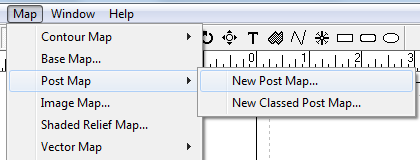 Map Window Help
Contour Map
Base Map...
Post Map
Image Map...
Shaded Relief Map...
Vector Map
T
0 1 2 3
New Post Map...
New Classed Post Map...